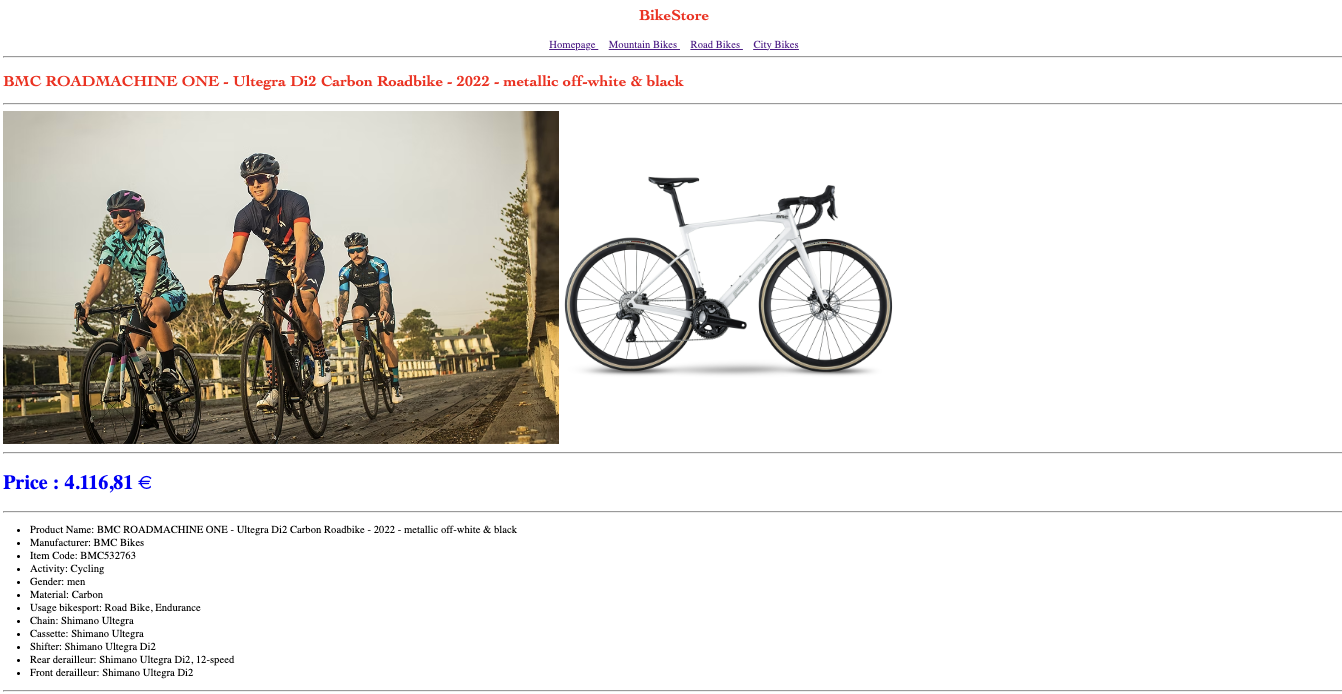 BikeStore
Homepage Mountain Bikes Road Bikes City Bikes
BMC ROADMACHINE ONE - Ultegra Di2 Carbon Roadbike - 2022 - metallic off-white & black
Price : 4.116,81 €
Product Name: BMC ROADMACHINE ONE - Ultegra Di2 Carbon Roadbike - 2022 - metallic off-white & black
Manufacturer: BMC Bikes
Item Code: BMC532763
Activity: Cycling
Gender: men
Material: Carbon
Usage bikesport: Road Bike, Endurance
Chain: Shimano Ultegra
Cassette: Shimano Ultegra
Shifter: Shimano Ultegra Di2
Rear derailleur: Shimano Ultegra Di2, 12-speed
Front derailleur: Shimano Ultegra Di2